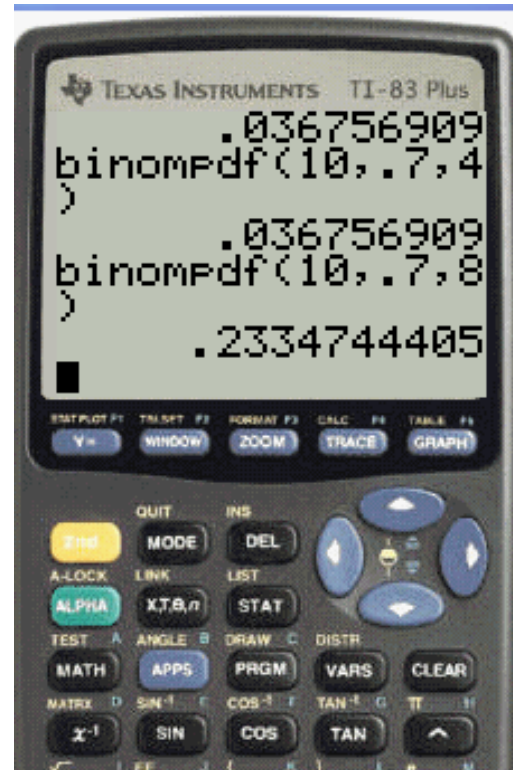 TEXAS INSTRUMENTS TI-83 Plus
.036756909
binompdf(10,.7,4
)
.036756909
binompdf(10,.7,8
)
.2334744405
STAT PLOT F1 TBLSET F2 FORMAT F3 CALC F4 TABLE F5
Y= WINDOW ZOOM TRACE GRAPH
QUIT INS
2nd MODE DEL
A-LOCK LINK LIST
ALPHA X,T,θ,n STAT
TEST A ANGLE B DRAW C DISTR
MATH APPS PRGM VARS CLEAR
MATRX D SIN⁻¹ E COS⁻¹ F TAN⁻¹ G π H
x⁻¹ SIN COS TAN ^